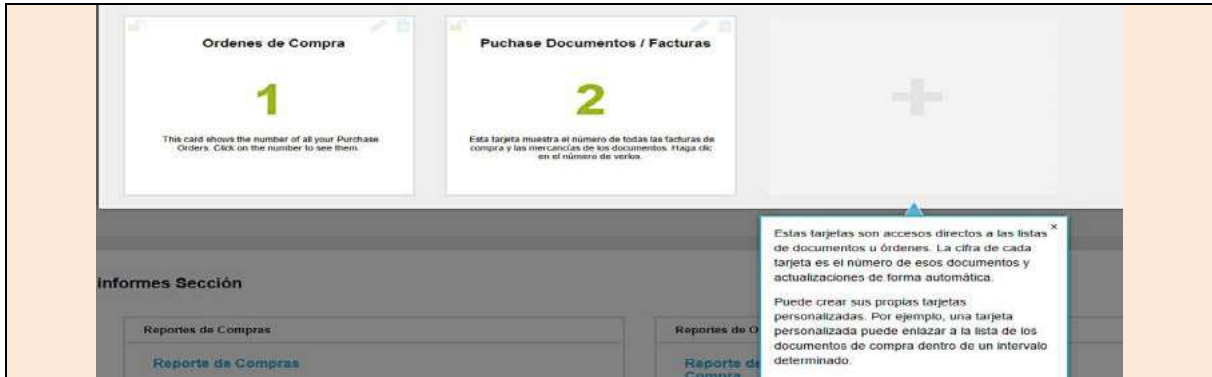 Ordenes de Compra
1
This card shows the number of all your Purchase
Orders. Click on the number to see them.
Puchase Documentos / Facturas
2
Esta tarjeta muestra el número de todas las facturas de
compra y las mercancías de los documentos. Haga clic
en el número de verlos.
Estas tarjetas son accesos directos a las listas
de documentos u órdenes. La cifra de cada
tarjeta es el número de esos documentos y
actualizaciones de forma automática.
Puede crear sus propias tarjetas
personalizadas. Por ejemplo, una tarjeta
personalizada puede enlazar a la lista de los
documentos de compra dentro de un intervalo
determinado.
informes Sección
Reportes de Compras
Reporte de Compras
Reportes de O
Reporte de
Compra